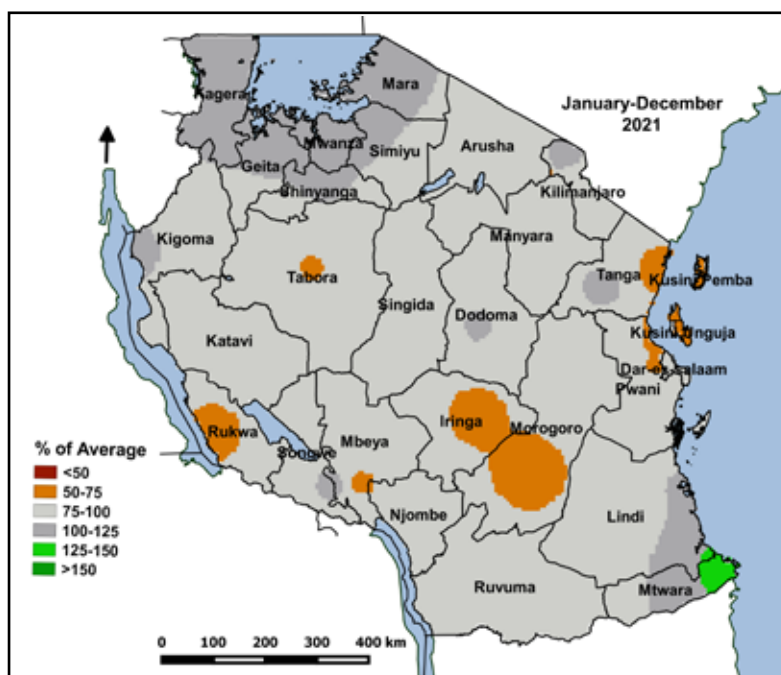 January-December
2021
Kagera
Mara
Mwanza
Geita
Simiyu
Arusha
Shinyanga
Kilimanjaro
Kigoma
Manyara
Tabora
Tanga
Kusini Pemba
Singida
Dodoma
Katavi
Kusini Unguja
Dar-es-salaam
Pwani
Rukwa
Iringa
Morogoro
Mbeya
Songwe
Njombe
Lindi
Ruvuma
Mtwara
% of Average
<50
50-75
75-100
100-125
125-150
>150
0 100 200 300 400 km